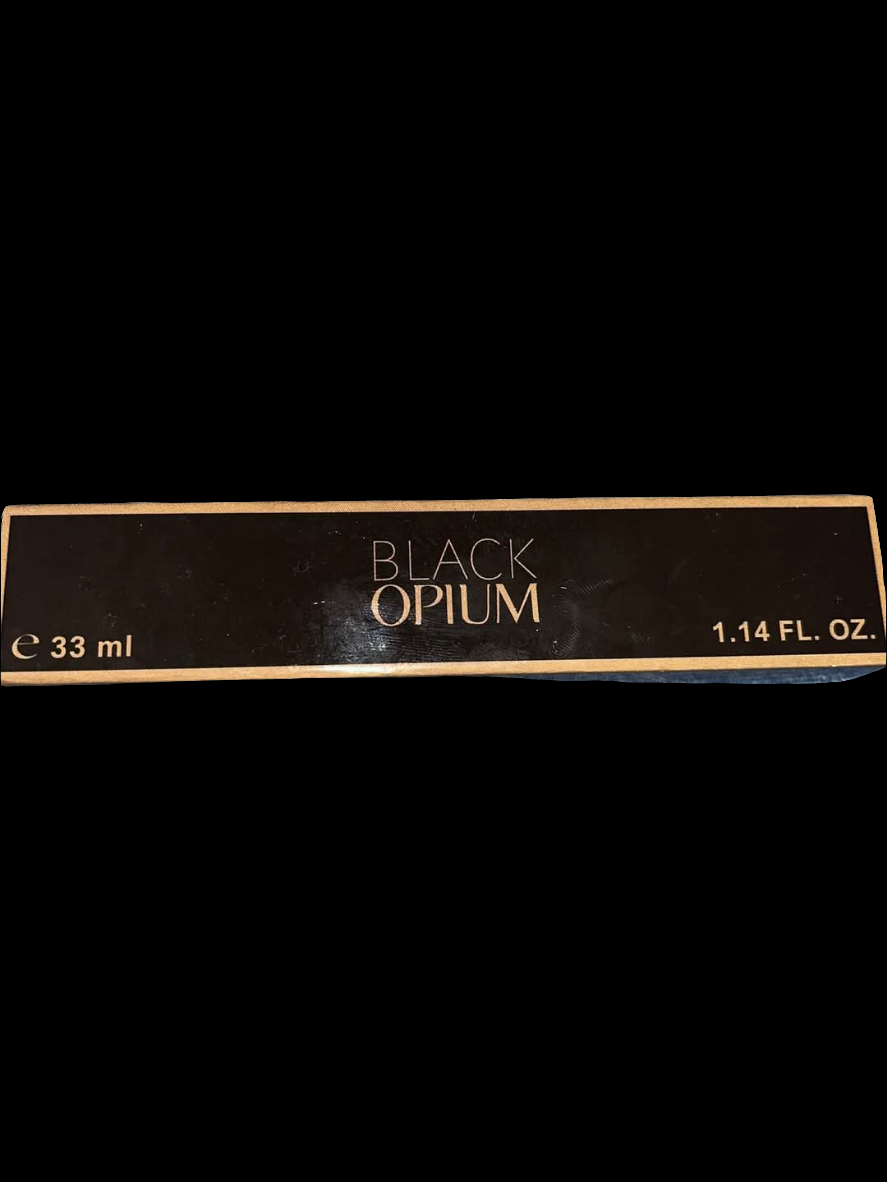 BLACK
OPIUM
℮ 33 ml
1.14 FL. OZ.